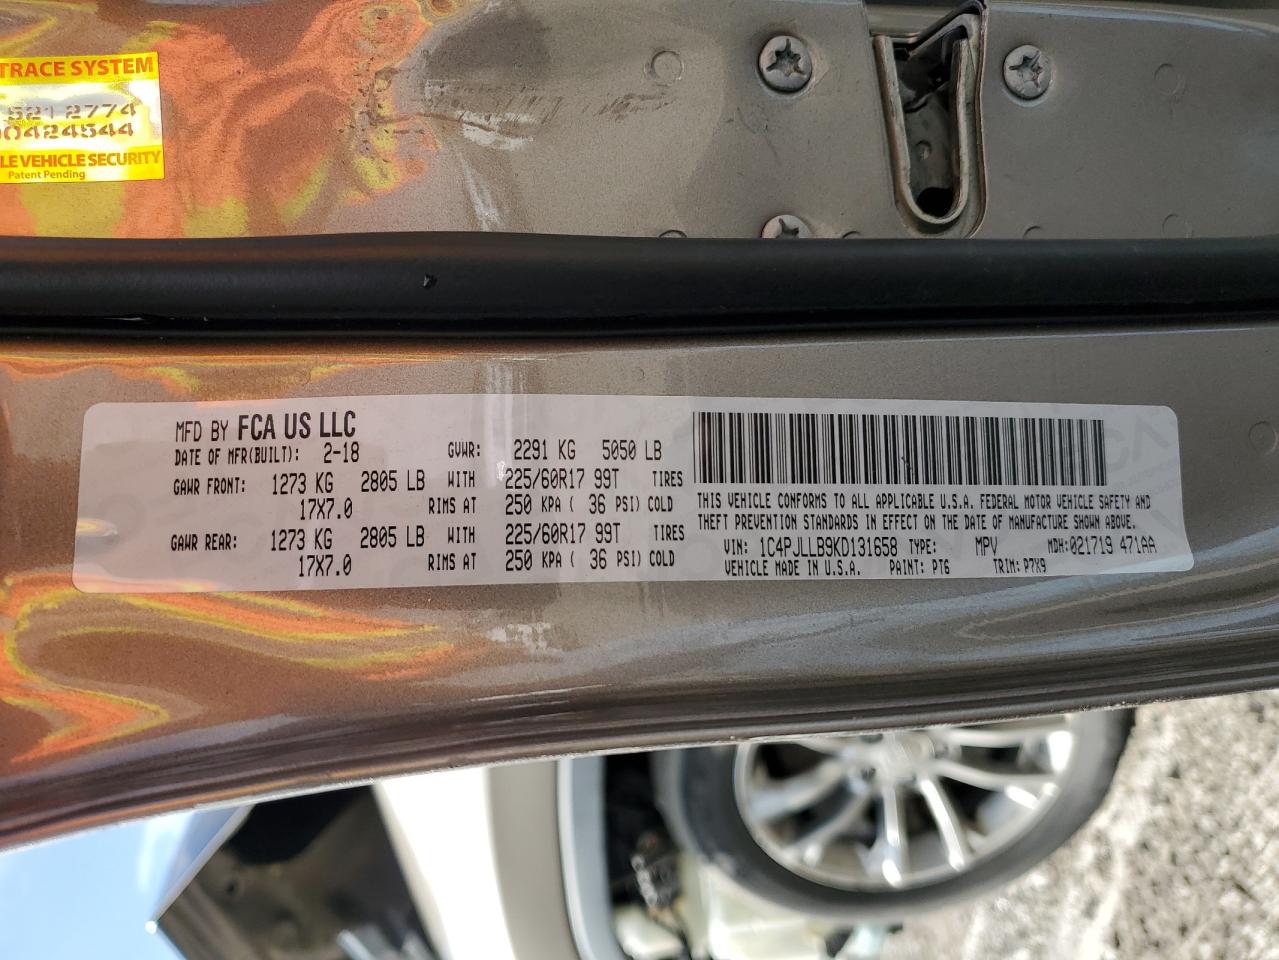 TRACE SYSTEM
5212774
00424544
LE VEHICLE SECURITY
Patent Pending
MFD BY FCA US LLC
DATE OF MFR(BUILT): 2-18 GVWR: 2291 KG 5050 LB
GAWR FRONT: 1273 KG 2805 LB WITH 225/60R17 99T TIRES
17X7.0 RIMS AT 250 KPA ( 36 PSI) COLD
GAWR REAR: 1273 KG 2805 LB WITH 225/60R17 99T TIRES
17X7.0 RIMS AT 250 KPA ( 36 PSI) COLD
THIS VEHICLE CONFORMS TO ALL APPLICABLE U.S.A. FEDERAL MOTOR VEHICLE SAFETY AND
THEFT PREVENTION STANDARDS IN EFFECT ON THE DATE OF MANUFACTURE SHOWN ABOVE.
VIN: 1C4PJLLB9KD131658 TYPE: MPV MDH:021719 471AA
VEHICLE MADE IN U.S.A. PAINT: PT6 TRIM: P7X9